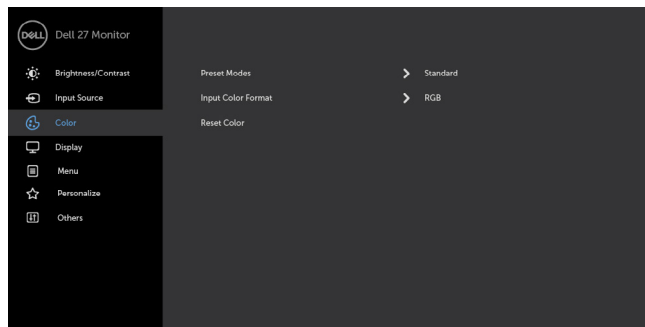 DELL Dell 27 Monitor
Brightness/Contrast Preset Modes Standard
Input Source Input Color Format RGB
Color Reset Color
Display
Menu
Personalize
Others